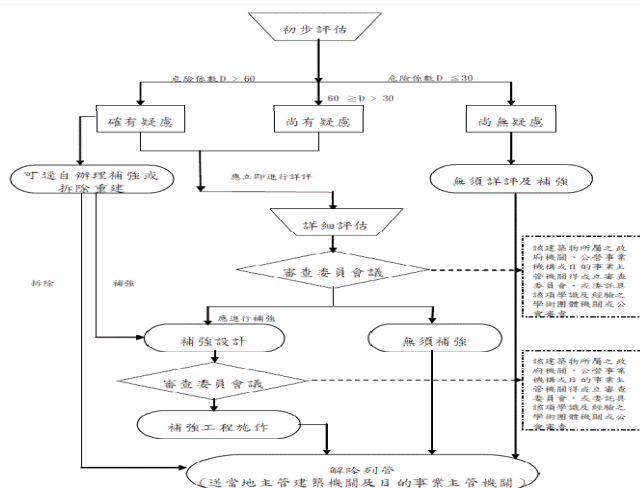 初步評估
危險係數D > 60
危險係數D ≦30
60 ≧D > 30
確有疑慮
尚有疑慮
尚無疑慮
可逕自辦理補強或
拆除重建
應立即進行詳評
無須詳評及補強
詳細評估
審查委員會議
該建築物所屬之政
府機關、公營事業
機構或目的事業主
管機關得成立審查
委員會，或委託具
該項學識及經驗之
學術團體機關或公
會審查
拆除
補強
應進行補強
補強設計
無須補強
審查委員會議
該建築物所屬之政
府機關、公營事業
機構或目的事業主
管機關得成立審查
委員會，或委託具
該項學識及經驗之
學術團體機關或公
會審查
補強工程施作
解除列管
(送當地主管建築機關及目的事業主管機關)